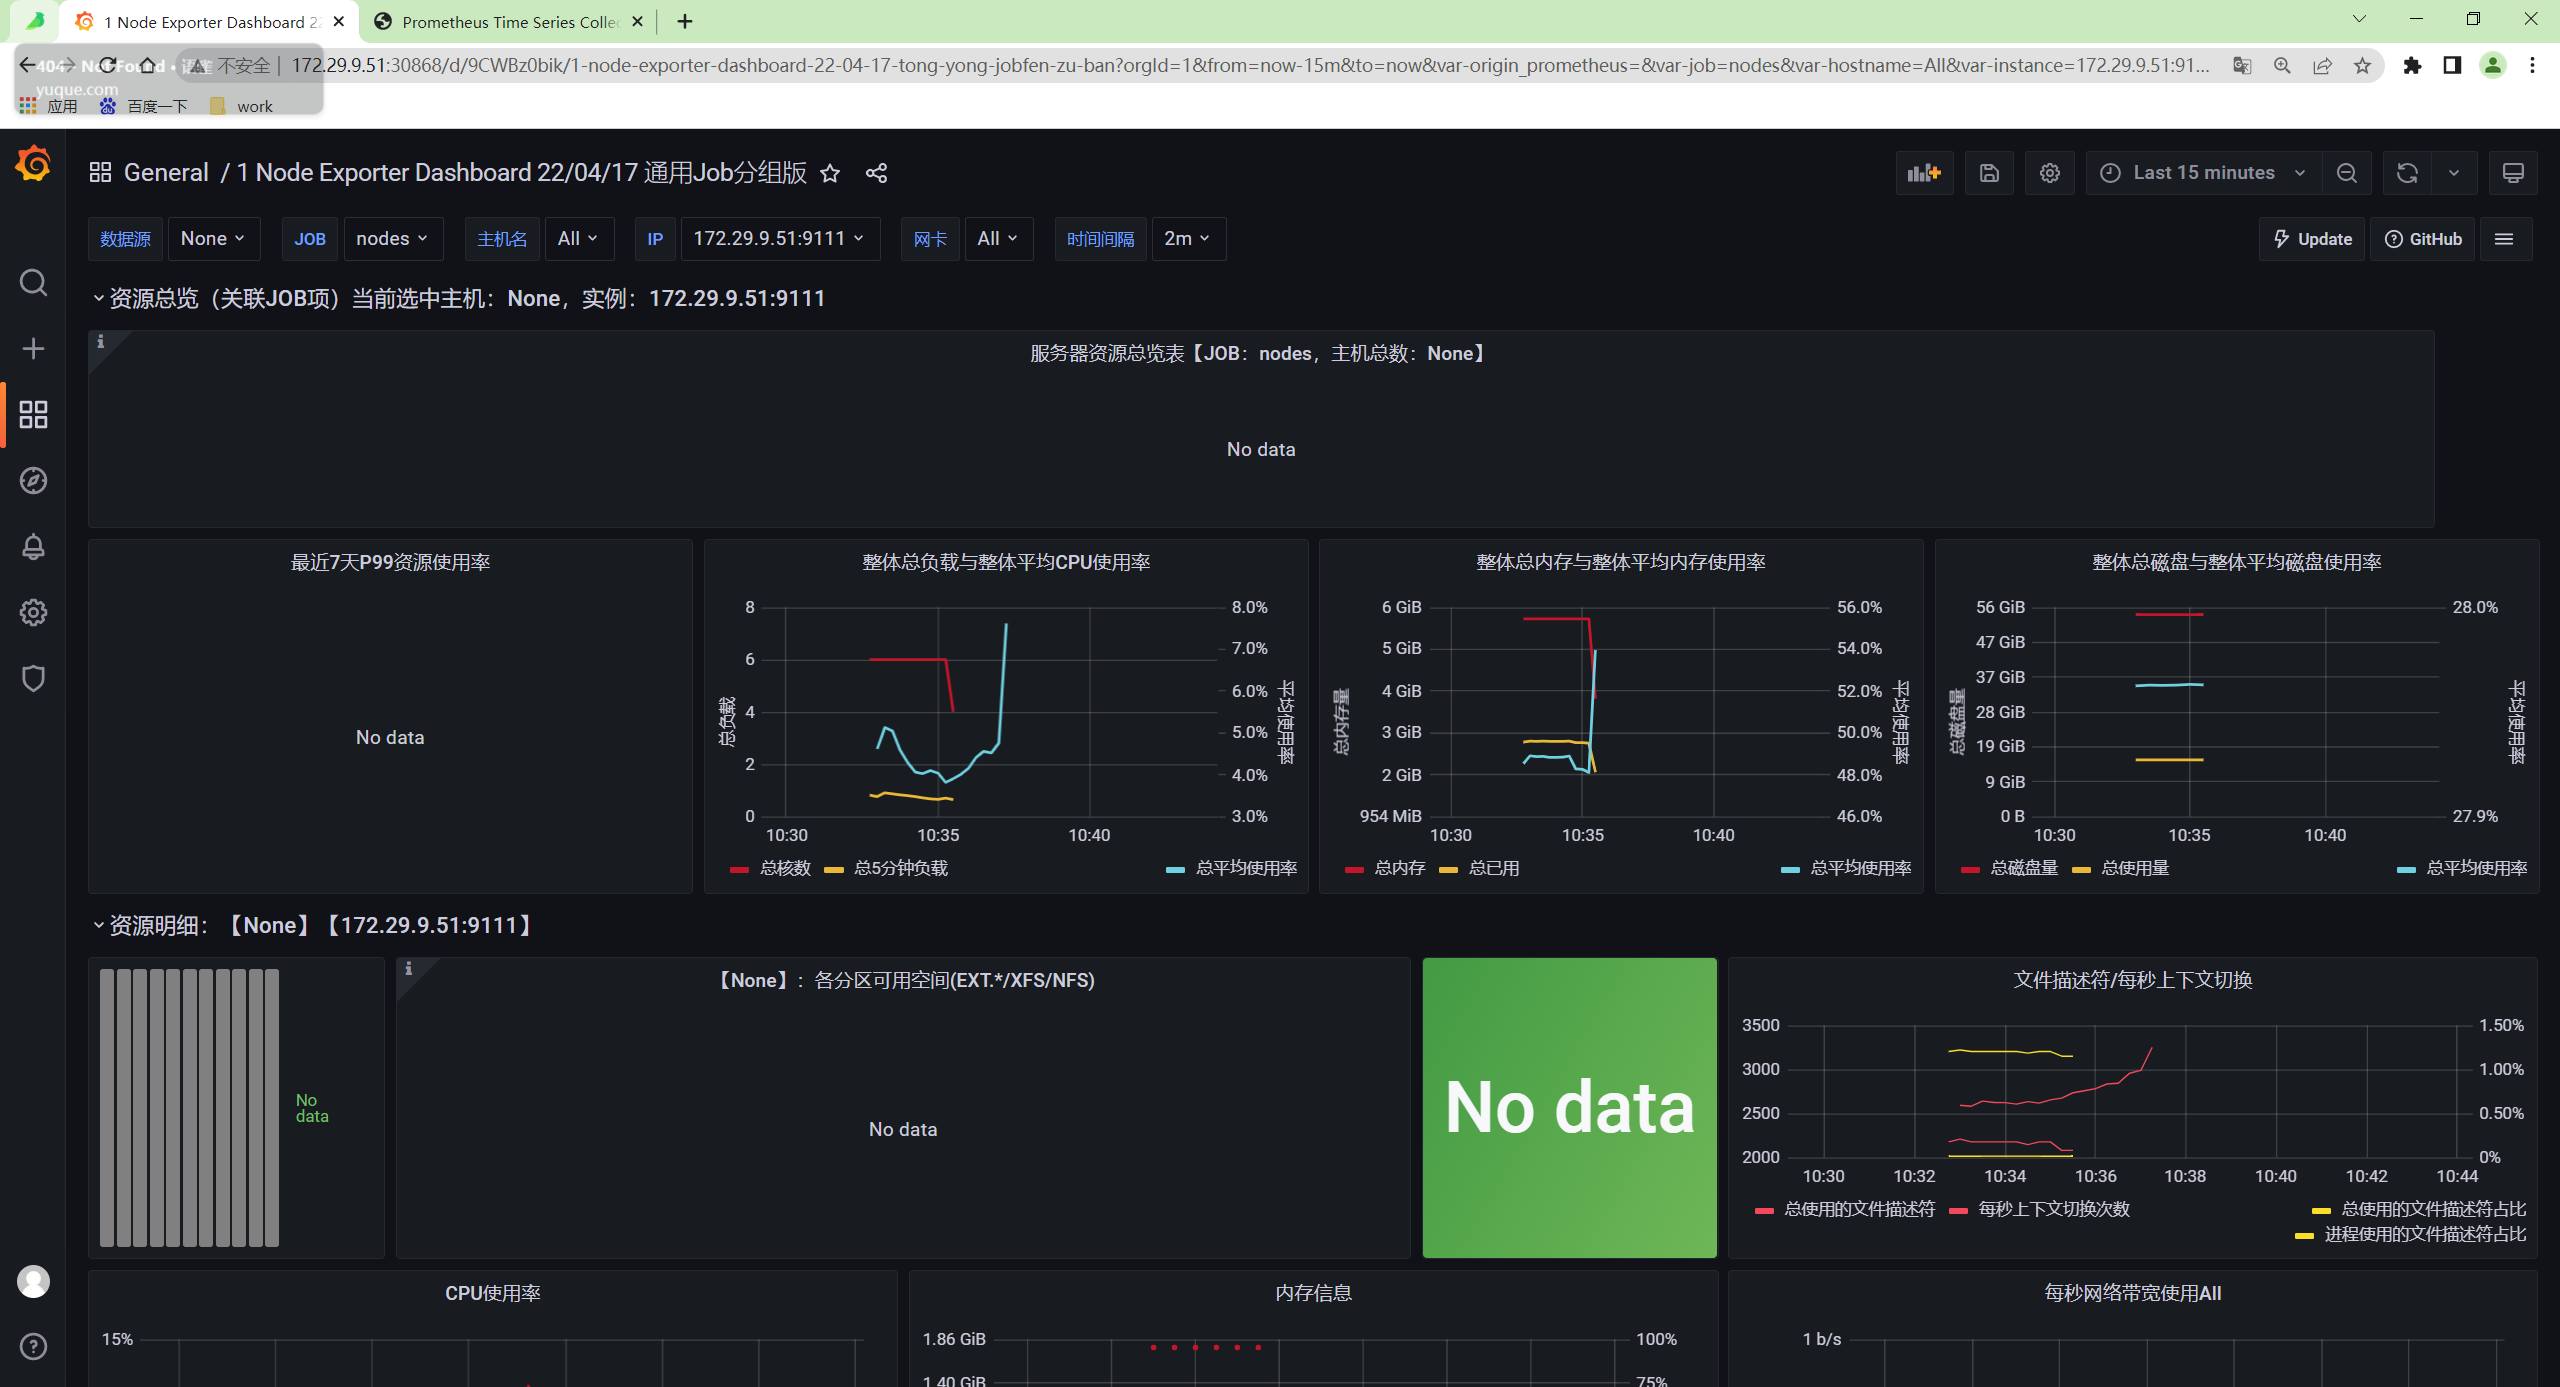 1 Node Exporter Dashboard 22
Prometheus Time Series Collec
404 - Not Found • 语雀
yuque.com
不安全
172.29.9.51:30868/d/9CWBz0bik/1-node-exporter-dashboard-22-04-17-tong-yong-jobfen-zu-ban?orgId=1&from=now-15m&to=now&var-origin_prometheus=&var-job=nodes&var-hostname=All&var-instance=172.29.9.51:91...
应用 百度一下 work
General / 1 Node Exporter Dashboard 22/04/17 通用Job分组版
Last 15 minutes
数据源 None JOB nodes 主机名 All IP 172.29.9.51:9111 网卡 All 时间间隔 2m
Update GitHub
资源总览（关联JOB项）当前选中主机：None，实例：172.29.9.51:9111
服务器资源总览表【JOB：nodes，主机总数：None】
No data
最近7天P99资源使用率
No data
整体总负载与整体平均CPU使用率
8 8.0%
7.0%
6 6.0%
4 5.0%
2 4.0%
0 3.0%
总负载
平均使用率
10:30 10:35 10:40
总核数 总5分钟负载 总平均使用率
整体总内存与整体平均内存使用率
6 GiB 56.0%
5 GiB 54.0%
4 GiB 52.0%
3 GiB 50.0%
2 GiB 48.0%
954 MiB 46.0%
总内存量
平均使用率
10:30 10:35 10:40
总内存 总已用 总平均使用率
整体总磁盘与整体平均磁盘使用率
56 GiB 28.0%
47 GiB
37 GiB
28 GiB
19 GiB
9 GiB
0 B 27.9%
总磁盘量
平均使用率
10:30 10:35 10:40
总磁盘量 总使用量 总平均使用率
资源明细：【None】【172.29.9.51:9111】
No
data
【None】：各分区可用空间(EXT.*/XFS/NFS)
No data
No data
文件描述符/每秒上下文切换
3500 1.50%
3000 1.00%
2500 0.50%
2000 0%
10:30 10:32 10:34 10:36 10:38 10:40 10:42 10:44
总使用的文件描述符 每秒上下文切换次数 总使用的文件描述符占比
进程使用的文件描述符占比
CPU使用率
15%
内存信息
1.86 GiB 100%
1.40 GiB 75%
每秒网络带宽使用All
1 b/s